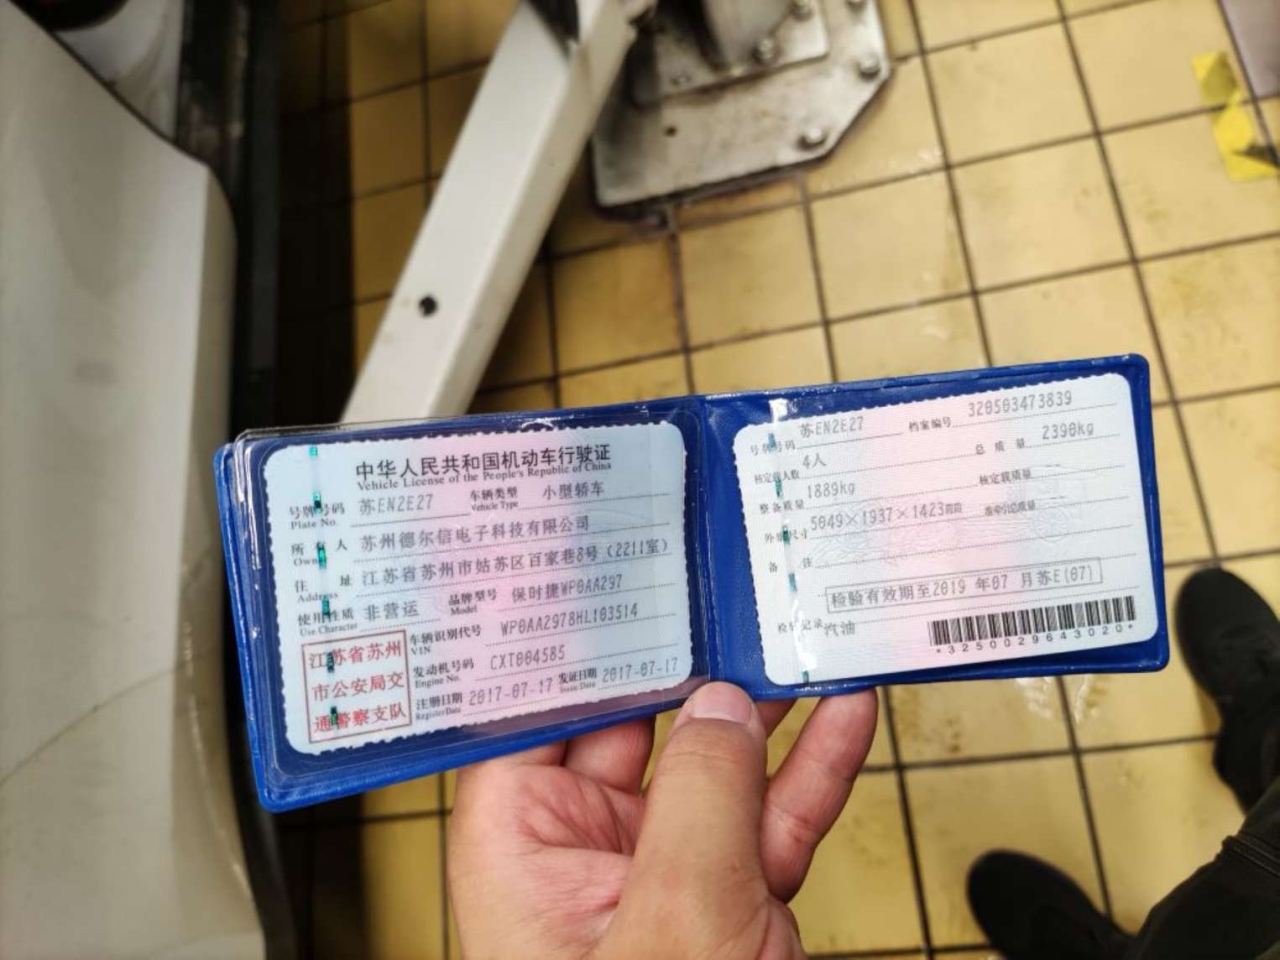 中华人民共和国机动车行驶证
Vehicle License of the People's Republic of China
号牌号码 Plate No. 苏EN2E27 车辆类型 Vehicle Type 小型轿车
所有人 Owner 苏州德尔信电子科技有限公司
住址 Address 江苏省苏州市姑苏区百家巷8号(2211室)
使用性质 Use Character 非营运 品牌型号 Model 保时捷WP0AA297
车辆识别代号 VIN WP0AA2978HL103514
发动机号码 Engine No. CXT004585
注册日期 Register Date 2017-07-17 发证日期 Issue Date 2017-07-17
江苏省苏州
市公安局交
通警察支队
号牌号码 苏EN2E27 档案编号 320503473839
核定载人数 4人 总质量 2390kg
整备质量 1889kg 核定载质量
外廓尺寸 5049×1937×1423 准牵引总质量
备注
检验有效期至2019年07月苏E(07)
检验记录 汽油
*3250029643020*